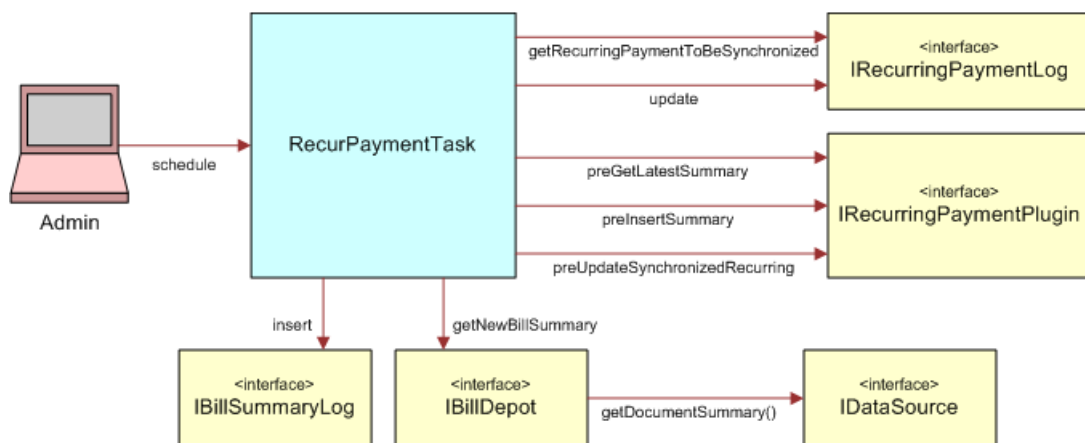 getRecurringPaymentToBeSynchronized
<interface>
IRecurringPaymentLog
update
RecurPaymentTask
schedule
Admin
preGetLatestSummary
preInsertSummary
preUpdateSynchronizedRecurring
<interface>
IRecurringPaymentPlugin
insert
getNewBillSummary
<interface>
IBillSummaryLog
<interface>
IBillDepot
getDocumentSummary()
<interface>
IDataSource